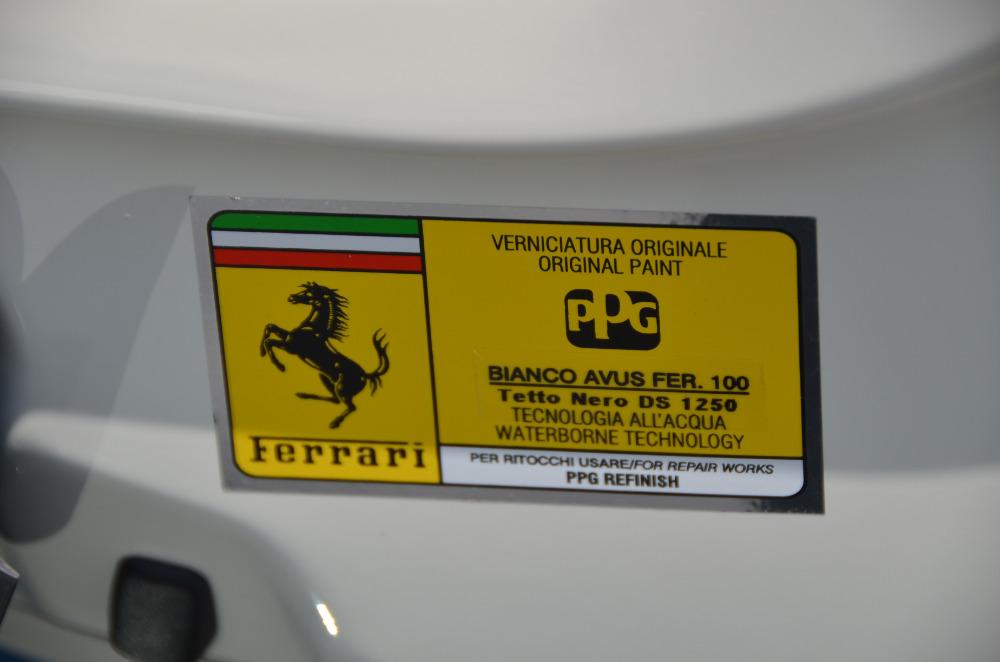 VERNICIATURA ORIGINALE
ORIGINAL PAINT
PPG
BIANCO AVUS FER. 100
Tetto Nero DS 1250
TECNOLOGIA ALL'ACQUA
WATERBORNE TECHNOLOGY
Ferrari
PER RITOCCHI USARE/FOR REPAIR WORKS
PPG REFINISH